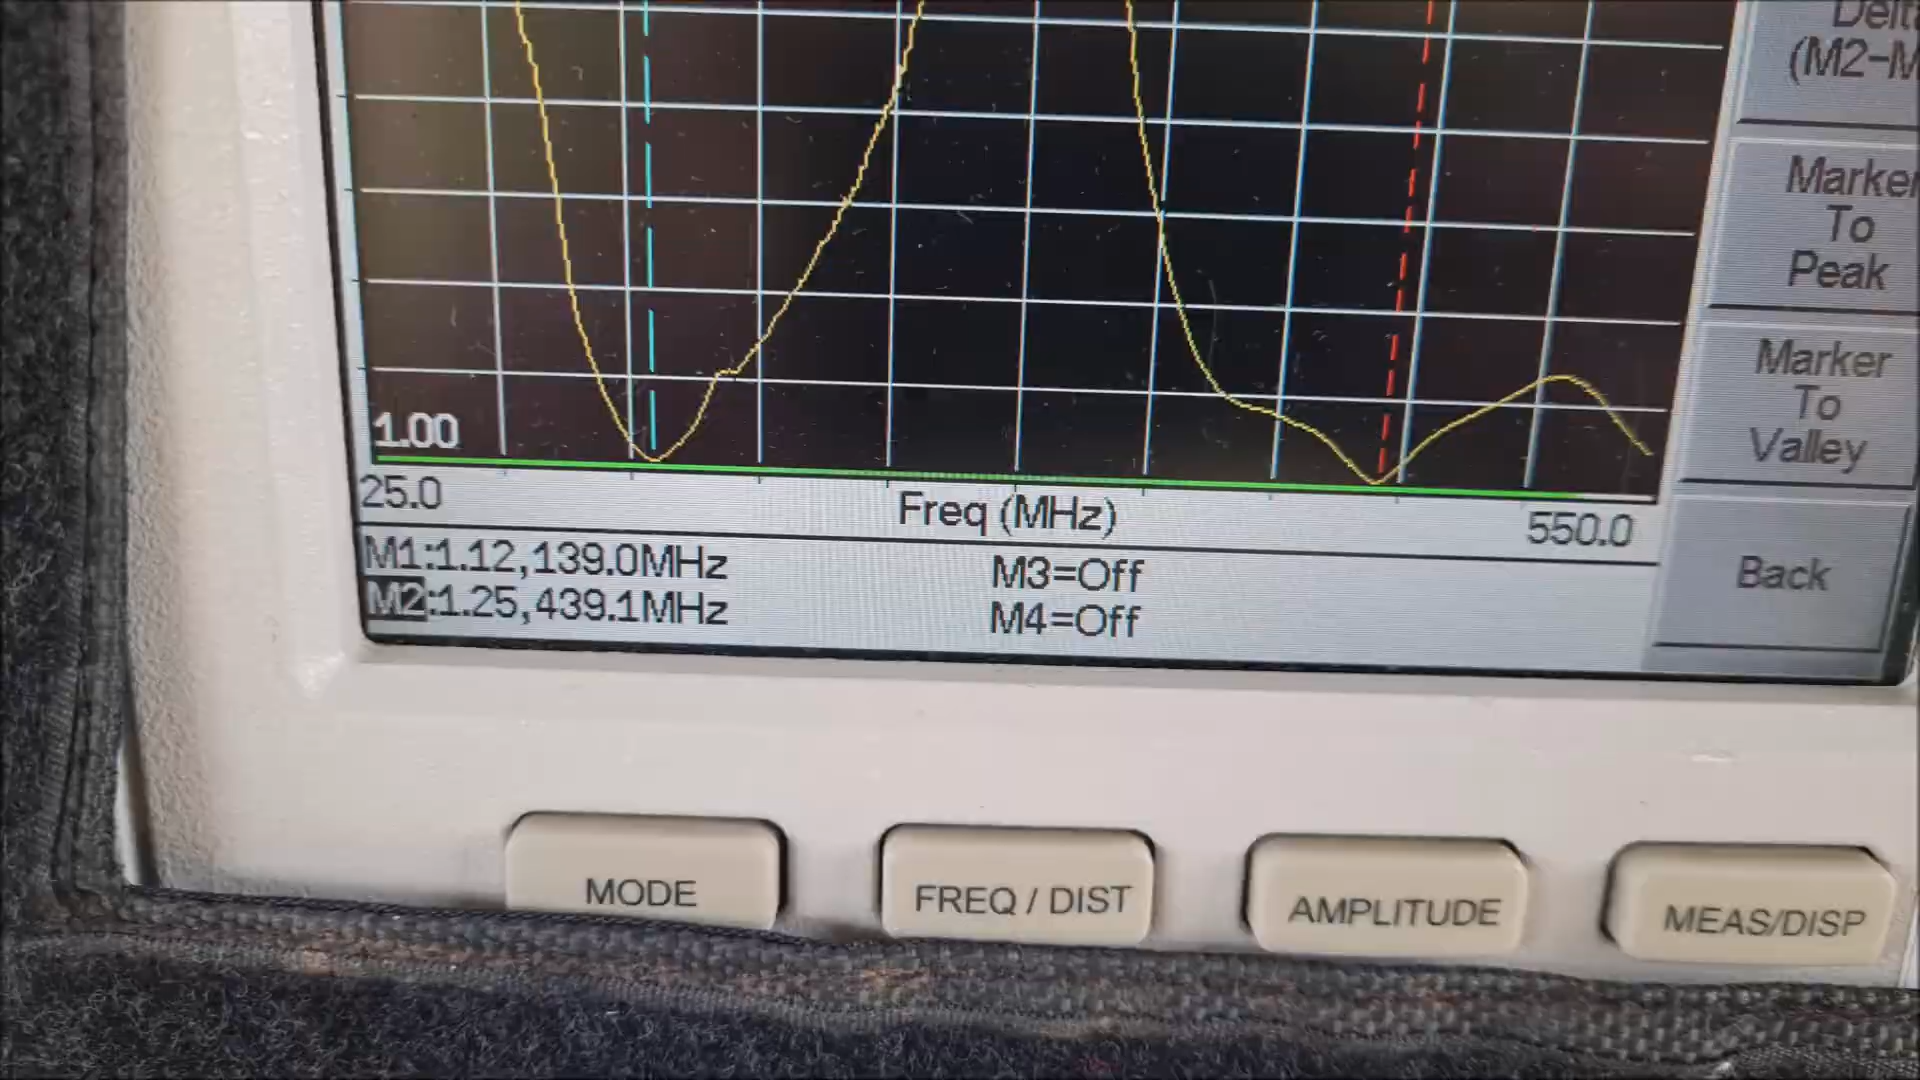 (M2-M
Marker
To
Peak
Marker
To
Valley
Back
1.00
25.0
Freq (MHz)
550.0
M1:1.12,139.0MHz
M2:1.25,439.1MHz
M3=Off
M4=Off
MODE
FREQ / DIST
AMPLITUDE
MEAS/DISP